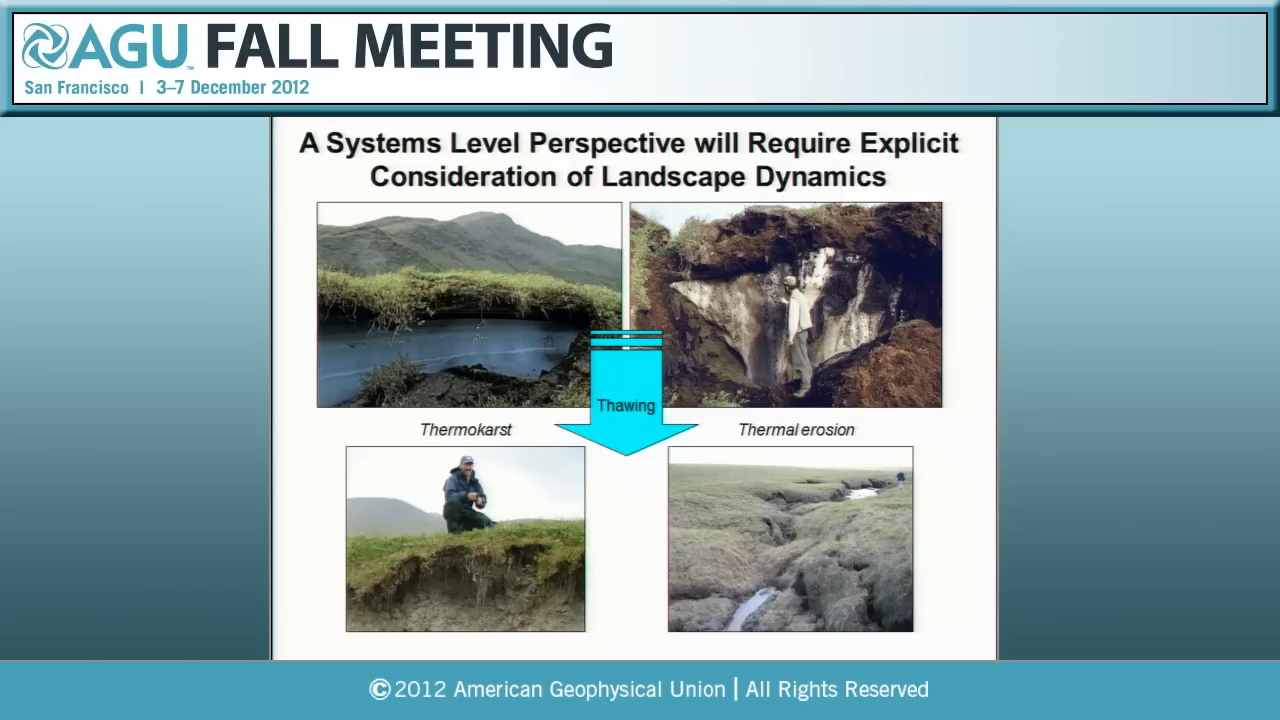 AGU FALL MEETING
San Francisco | 3–7 December 2012
A Systems Level Perspective will Require Explicit
Consideration of Landscape Dynamics
Thawing
Thermokarst
Thermal erosion
©2012 American Geophysical Union | All Rights Reserved